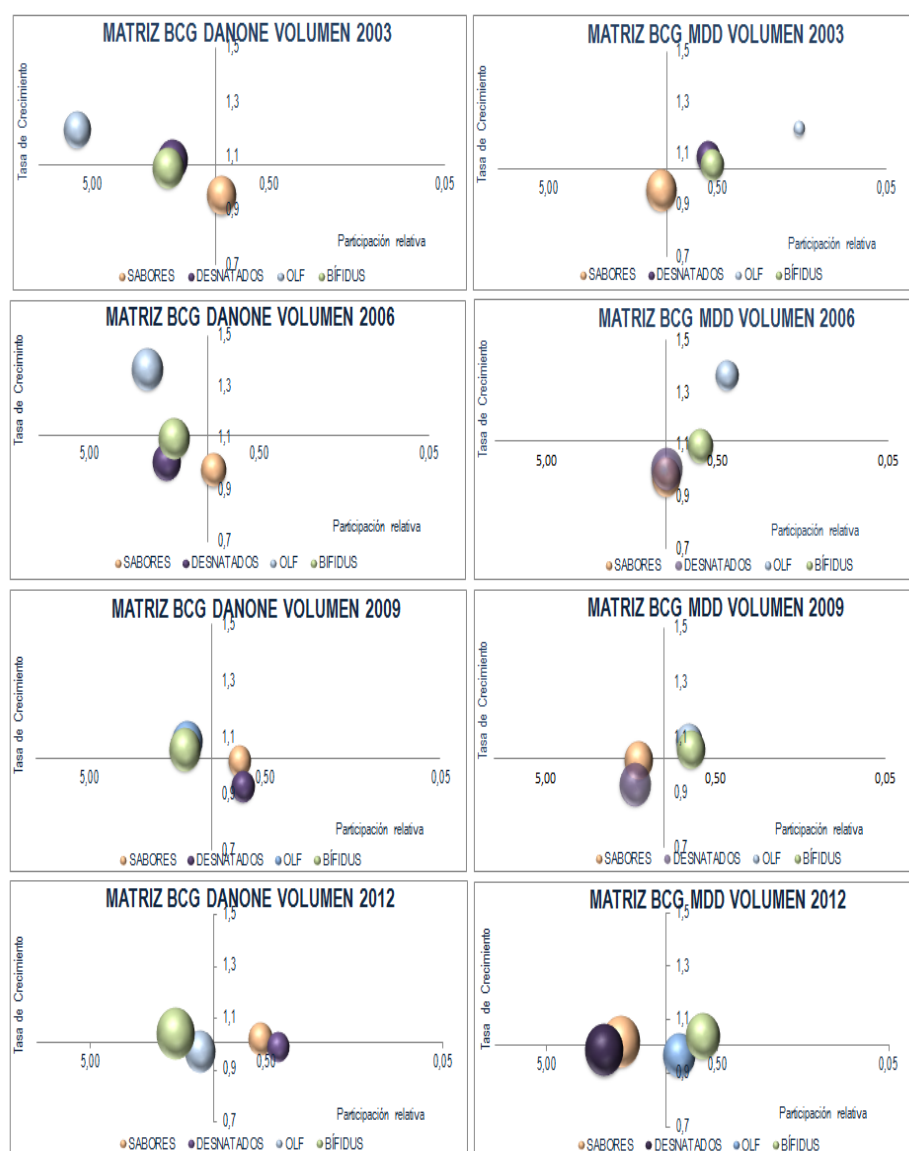 MATRIZ BCG DANONE VOLUMEN 2003
Tasa de Crecimiento
1,5
1,3
1,1
0,9
0,7
5,00
0,50
0,05
Participación relativa
SABORES DESNATADOS OLF BÍFIDUS
MATRIZ BCG MDD VOLUMEN 2003
Tasa de Crecimiento
1,5
1,3
1,1
0,9
0,7
5,00
0,50
0,05
Participación relativa
SABORES DESNATADOS OLF BÍFIDUS
MATRIZ BCG DANONE VOLUMEN 2006
Tasa de Crecimiinto
1,5
1,3
1,1
0,9
0,7
5,00
0,50
0,05
Participación relativa
SABORES DESNATADOS OLF BIFIDUS
MATRIZ BCG MDD VOLUMEN 2006
Tasa de Crecimiento
1,5
1,3
1,1
0,9
0,7
5,00
0,50
0,05
Participación relativa
SABORES DESNATADOS OLF BÍFIDUS
MATRIZ BCG DANONE VOLUMEN 2009
Tasa de Crecimiento
1,5
1,3
1,1
0,9
0,7
5,00
0,50
0,05
Participación relativa
SABORES DESNATADOS OLF BÍFIDUS
MATRIZ BCG MDD VOLUMEN 2009
Tasa de Crecimiento
1,5
1,3
1,1
0,9
0,7
5,00
0,50
0,05
Participación relativa
SABORES DESNATADOS OLF BÍFIDUS
MATRIZ BCG DANONE VOLUMEN 2012
Tasa de Crecimiento
1,5
1,3
1,1
0,9
0,7
5,00
0,50
0,05
Participación relativa
SABORES DESNATADOS OLF BÍFIDUS
MATRIZ BCG MDD VOLUMEN 2012
Tasa de Crecimiento
1,5
1,3
1,1
0,9
0,7
5,00
0,50
0,05
Participación relativa
SABORES DESNATADOS OLF BÍFIDUS